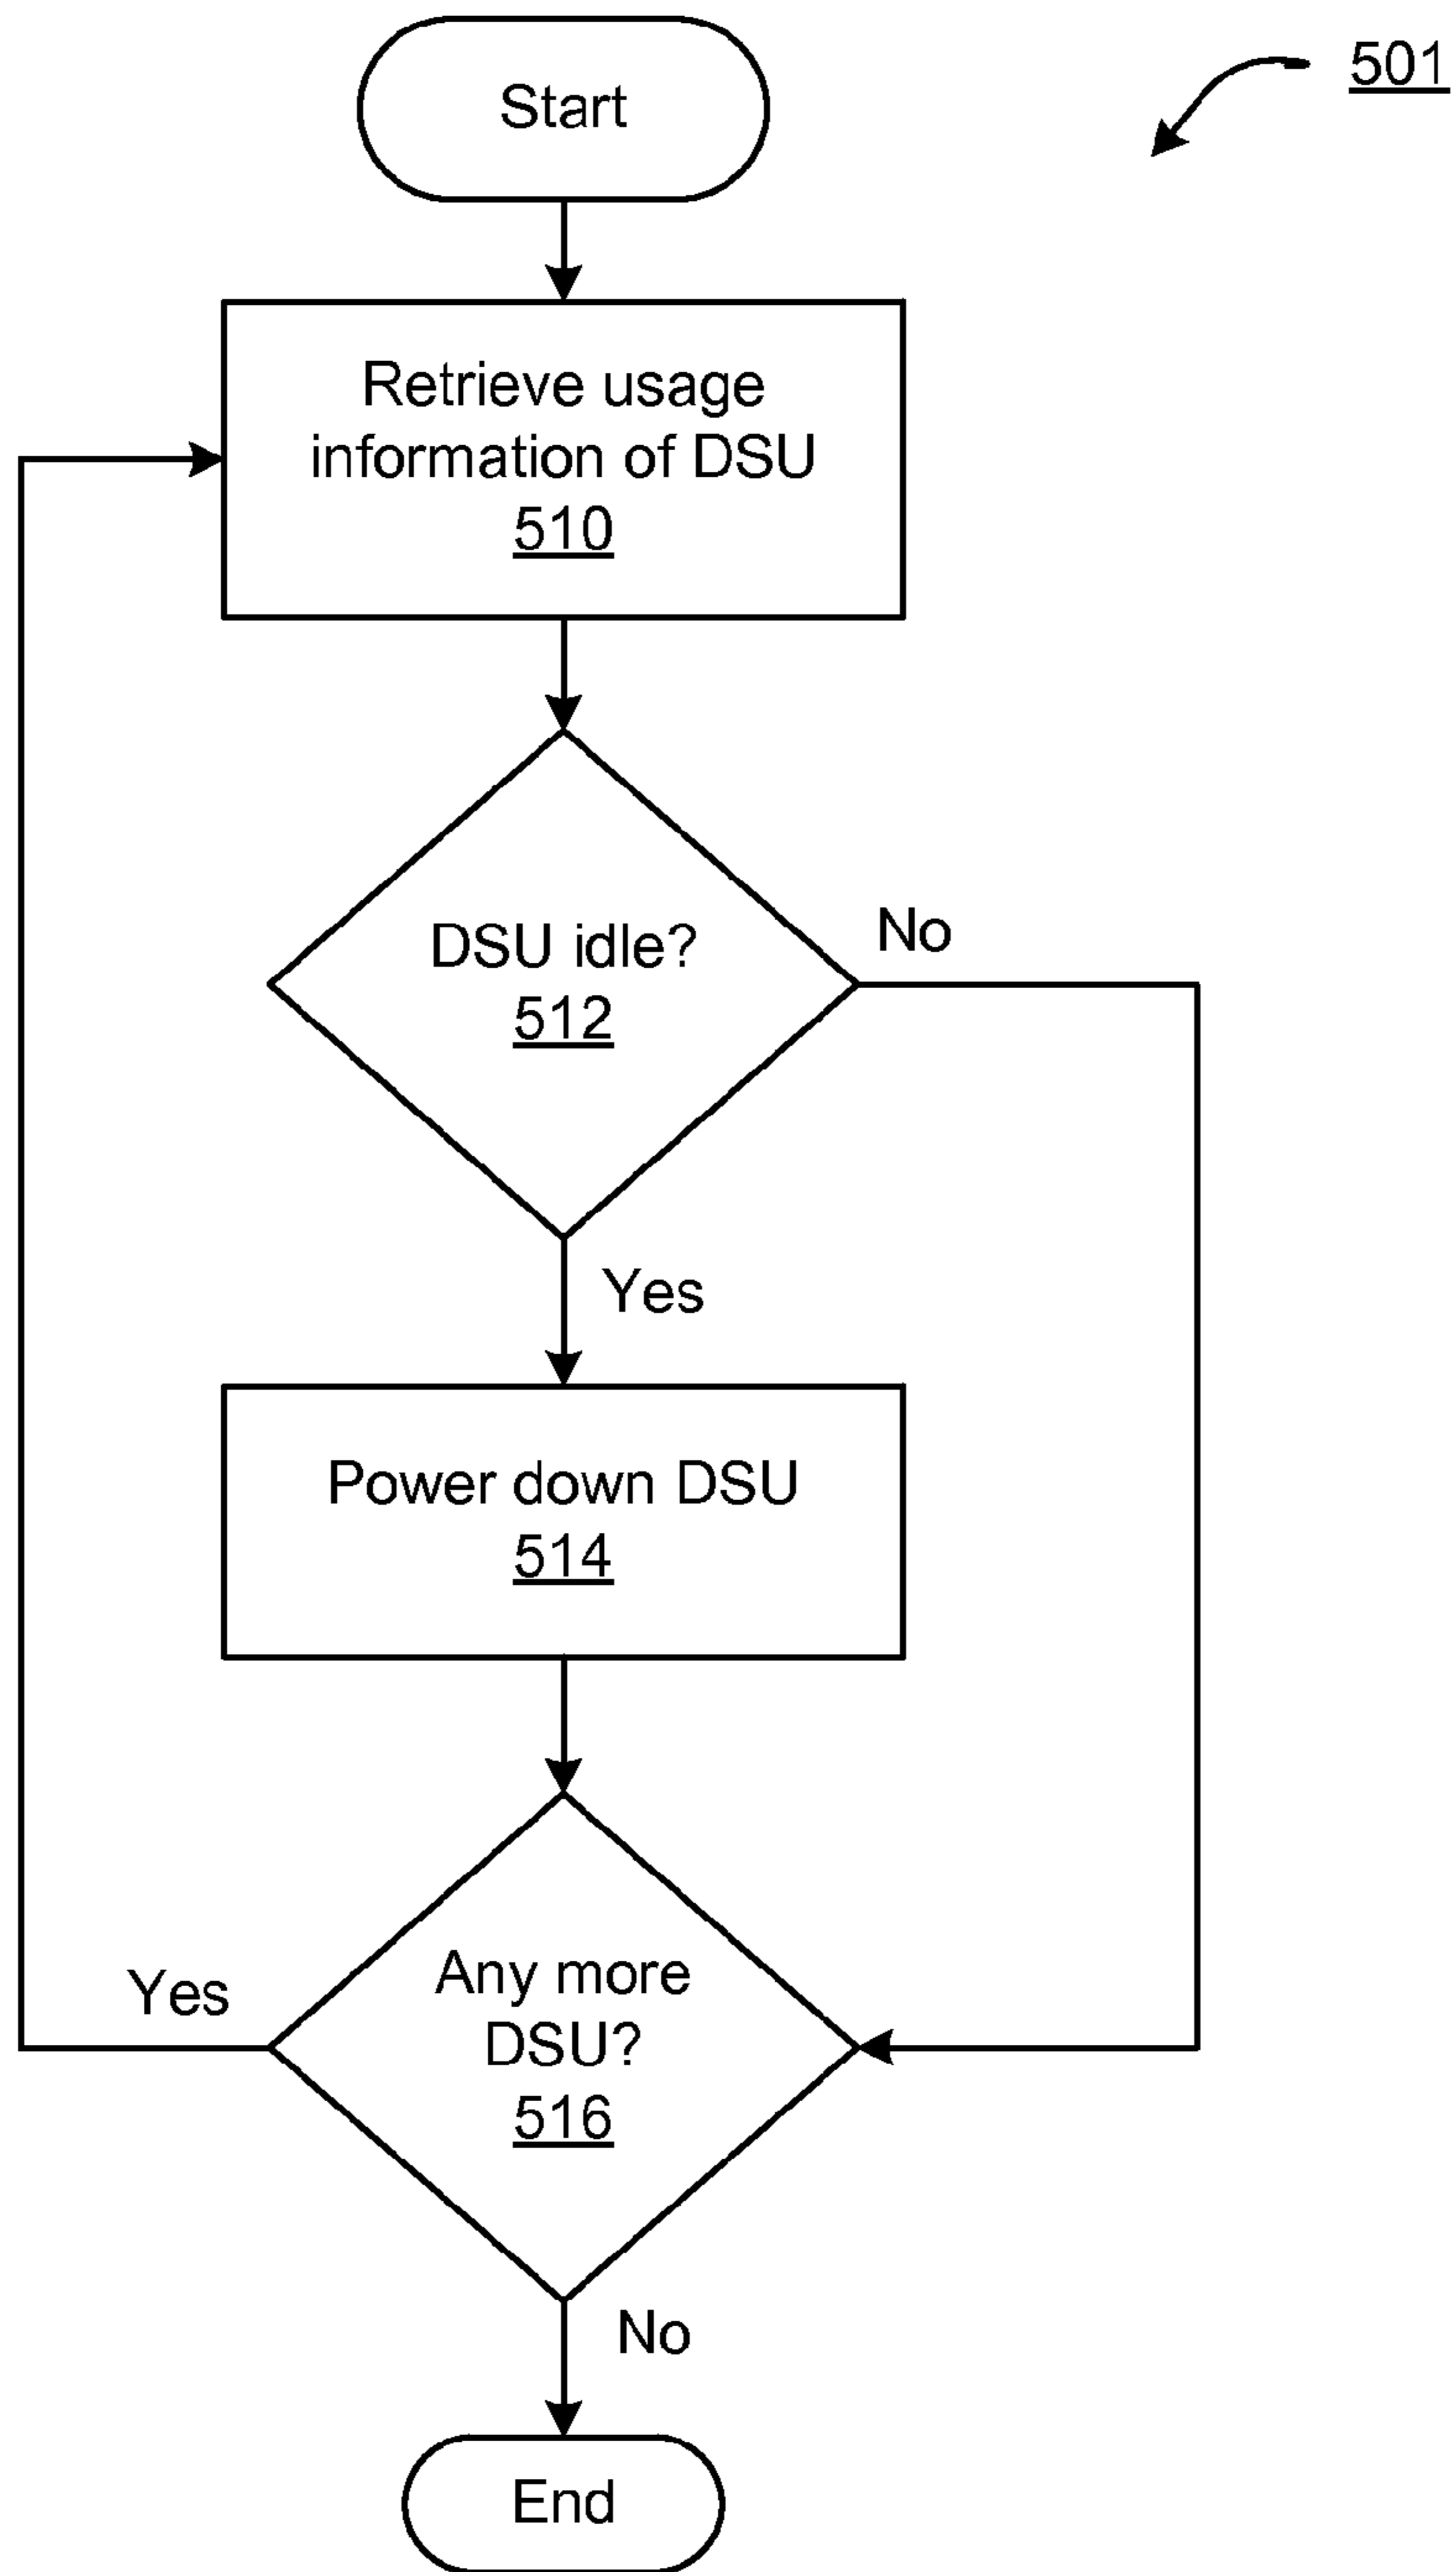 Start
501
Retrieve usage
information of DSU
510
DSU idle?
512
No
Yes
Power down DSU
514
Any more
DSU?
516
Yes
No
End